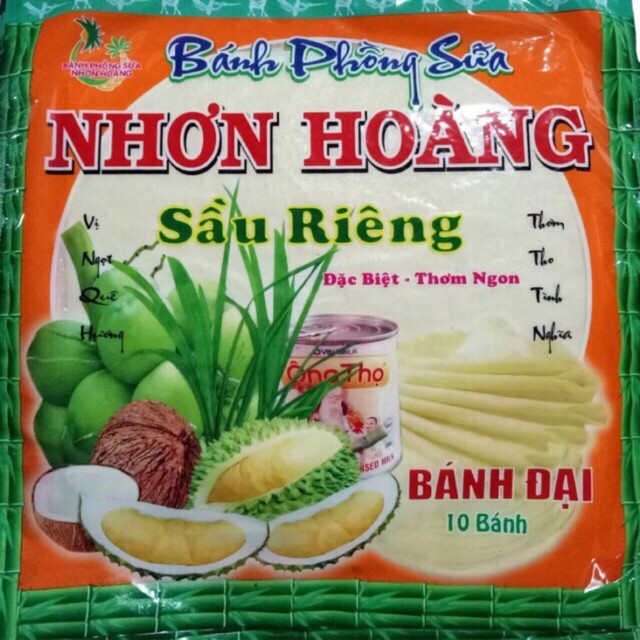 BÁNH PHỒNG SỮA
NHƠN HOÀNG
Bánh Phồng Sữa
NHƠN HOÀNG
Sầu Riêng
Đặc Biệt - Thơm Ngon
Vị
Ngọt
Quê
Hương
Thơm
Tho
Tình
Nghĩa
VINAMILK
Ông Thọ
BÁNH ĐẠI
10 Bánh